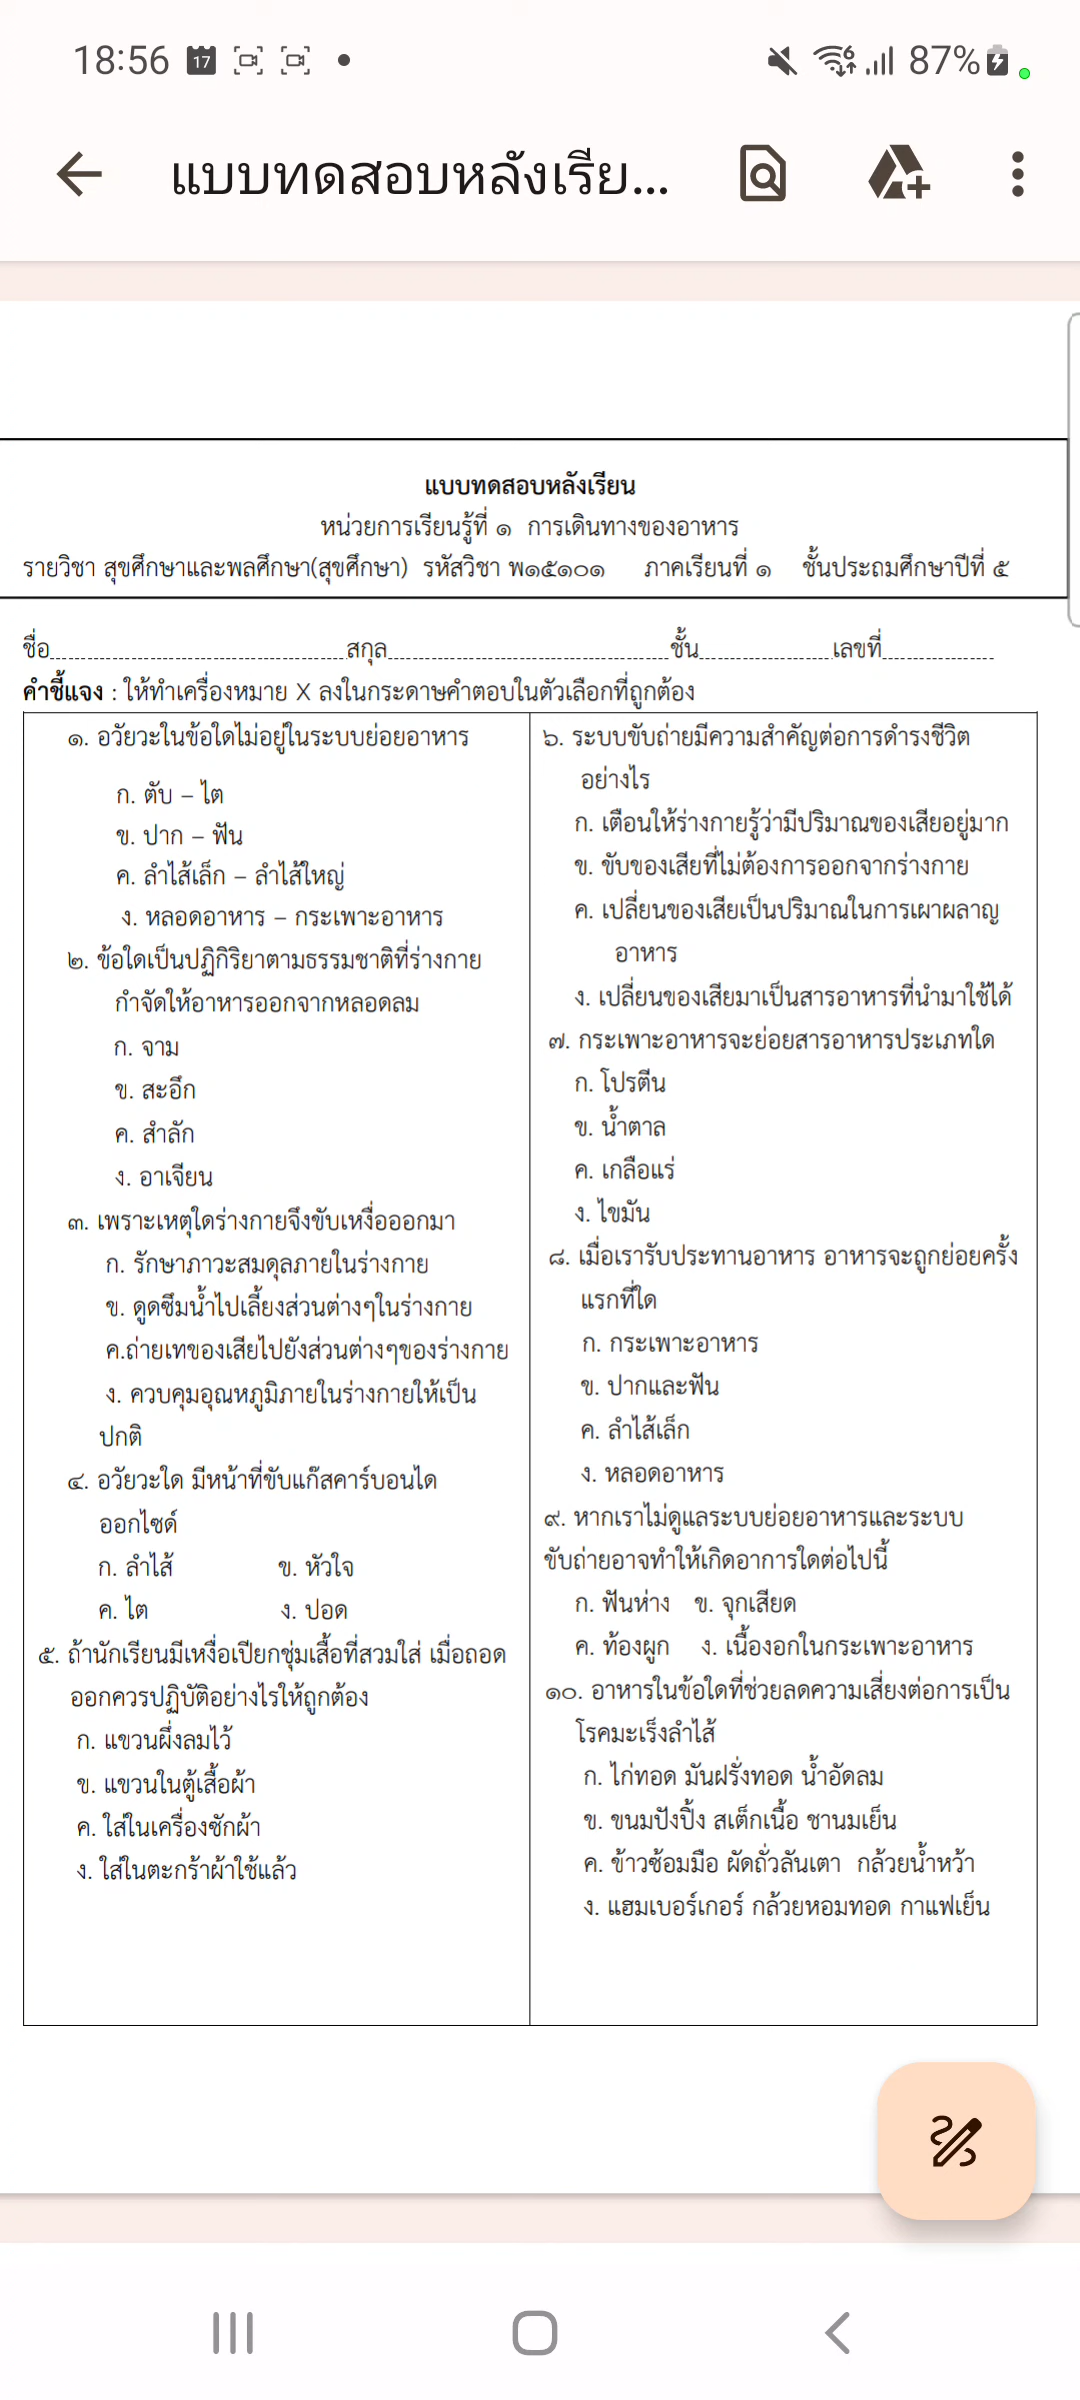 18:56 17 87%
แบบทดสอบหลังเรีย...
แบบทดสอบหลังเรียน
หน่วยการเรียนรู้ที่ ๑ การเดินทางของอาหาร
รายวิชา สุขศึกษาและพลศึกษา(สุขศึกษา) รหัสวิชา พ๑๕๑๐๑ ภาคเรียนที่ ๑ ชั้นประถมศึกษาปีที่ ๕
ชื่อ สกุล ชั้น เลขที่
คำชี้แจง : ให้ทำเครื่องหมาย X ลงในกระดาษคำตอบในตัวเลือกที่ถูกต้อง
๑. อวัยวะในข้อใดไม่อยู่ในระบบย่อยอาหาร
ก. ตับ – ไต
ข. ปาก – ฟัน
ค. ลำไส้เล็ก – ลำไส้ใหญ่
ง. หลอดอาหาร – กระเพาะอาหาร
๒. ข้อใดเป็นปฏิกิริยาตามธรรมชาติที่ร่างกาย
กำจัดให้อาหารออกจากหลอดลม
ก. จาม
ข. สะอึก
ค. สำลัก
ง. อาเจียน
๓. เพราะเหตุใดร่างกายจึงขับเหงื่อออกมา
ก. รักษาภาวะสมดุลภายในร่างกาย
ข. ดูดซึมน้ำไปเลี้ยงส่วนต่างๆในร่างกาย
ค.ถ่ายเทของเสียไปยังส่วนต่างๆของร่างกาย
ง. ควบคุมอุณหภูมิภายในร่างกายให้เป็น
ปกติ
๔. อวัยวะใด มีหน้าที่ขับแก๊สคาร์บอนได
ออกไซด์
ก. ลำไส้ ข. หัวใจ
ค. ไต ง. ปอด
๕. ถ้านักเรียนมีเหงื่อเปียกชุ่มเสื้อที่สวมใส่ เมื่อถอด
ออกควรปฏิบัติอย่างไรให้ถูกต้อง
ก. แขวนผึ่งลมไว้
ข. แขวนในตู้เสื้อผ้า
ค. ใส่ในเครื่องซักผ้า
ง. ใส่ในตะกร้าผ้าใช้แล้ว
๖. ระบบขับถ่ายมีความสำคัญต่อการดำรงชีวิต
อย่างไร
ก. เตือนให้ร่างกายรู้ว่ามีปริมาณของเสียอยู่มาก
ข. ขับของเสียที่ไม่ต้องการออกจากร่างกาย
ค. เปลี่ยนของเสียเป็นปริมาณในการเผาผลาญ
อาหาร
ง. เปลี่ยนของเสียมาเป็นสารอาหารที่นำมาใช้ได้
๗. กระเพาะอาหารจะย่อยสารอาหารประเภทใด
ก. โปรตีน
ข. น้ำตาล
ค. เกลือแร่
ง. ไขมัน
๘. เมื่อเรารับประทานอาหาร อาหารจะถูกย่อยครั้ง
แรกที่ใด
ก. กระเพาะอาหาร
ข. ปากและฟัน
ค. ลำไส้เล็ก
ง. หลอดอาหาร
๙. หากเราไม่ดูแลระบบย่อยอาหารและระบบ
ขับถ่ายอาจทำให้เกิดอาการใดต่อไปนี้
ก. ฟันห่าง ข. จุกเสียด
ค. ท้องผูก ง. เนื้องอกในกระเพาะอาหาร
๑๐. อาหารในข้อใดที่ช่วยลดความเสี่ยงต่อการเป็น
โรคมะเร็งลำไส้
ก. ไก่ทอด มันฝรั่งทอด น้ำอัดลม
ข. ขนมปังปิ้ง สเต็กเนื้อ ชานมเย็น
ค. ข้าวซ้อมมือ ผัดถั่วลันเตา กล้วยน้ำหว้า
ง. แฮมเบอร์เกอร์ กล้วยหอมทอด กาแฟเย็น